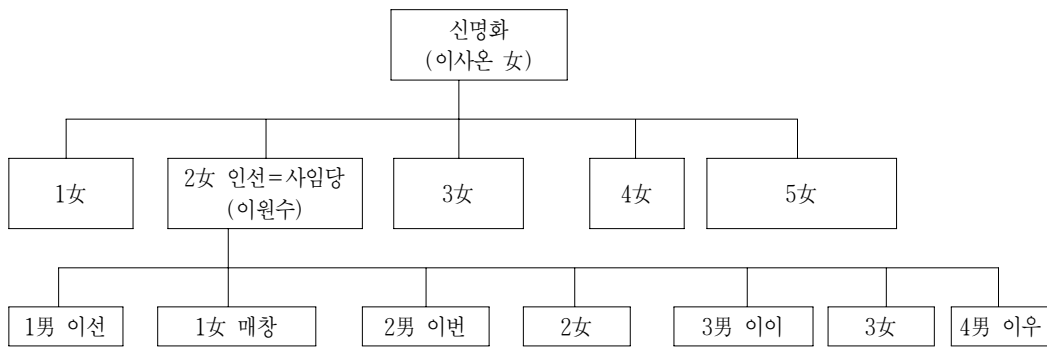 신명화
(이사온 女)
1女
2女 인선=사임당
(이원수)
3女
4女
5女
1男 이선
1女 매창
2男 이번
2女
3男 이이
3女
4男 이우